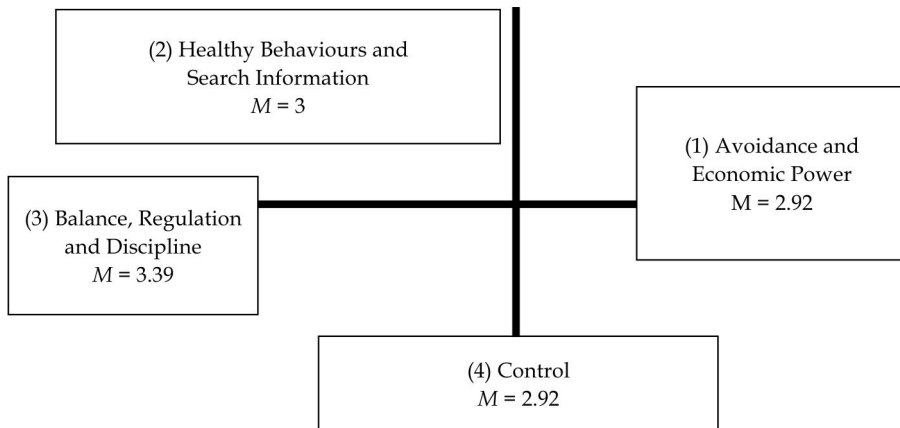 (2) Healthy Behaviours and
Search Information
M = 3
(1) Avoidance and
Economic Power
M = 2.92
(3) Balance, Regulation
and Discipline
M = 3.39
(4) Control
M = 2.92